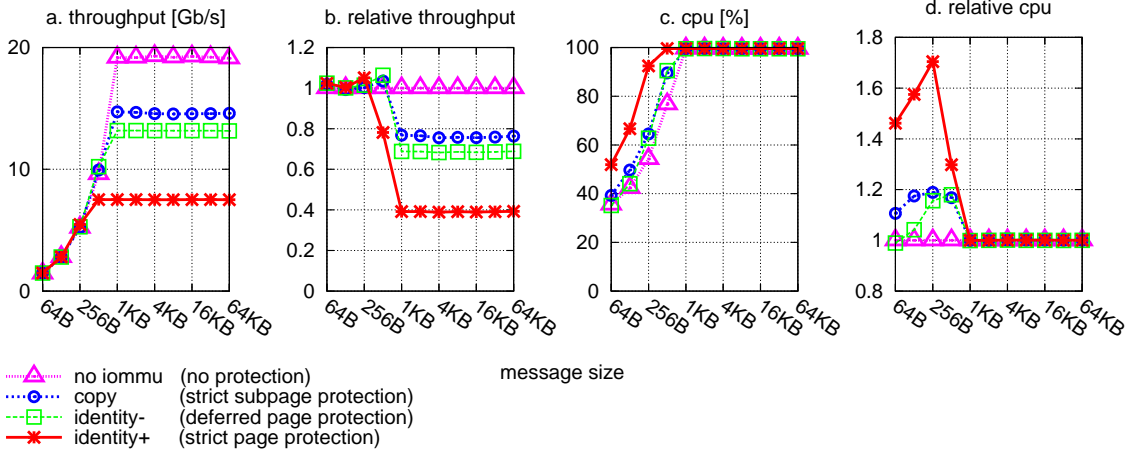 a. throughput [Gb/s]
20
10
0
64B
256B
1KB
4KB
16KB
64KB
b. relative throughput
1.2
1
0.8
0.6
0.4
0.2
0
64B
256B
1KB
4KB
16KB
64KB
c. cpu [%]
100
80
60
40
20
0
64B
256B
1KB
4KB
16KB
64KB
d. relative cpu
1.8
1.6
1.4
1.2
1
0.8
64B
256B
1KB
4KB
16KB
64KB
message size
no iommu (no protection)
copy (strict subpage protection)
identity- (deferred page protection)
identity+ (strict page protection)